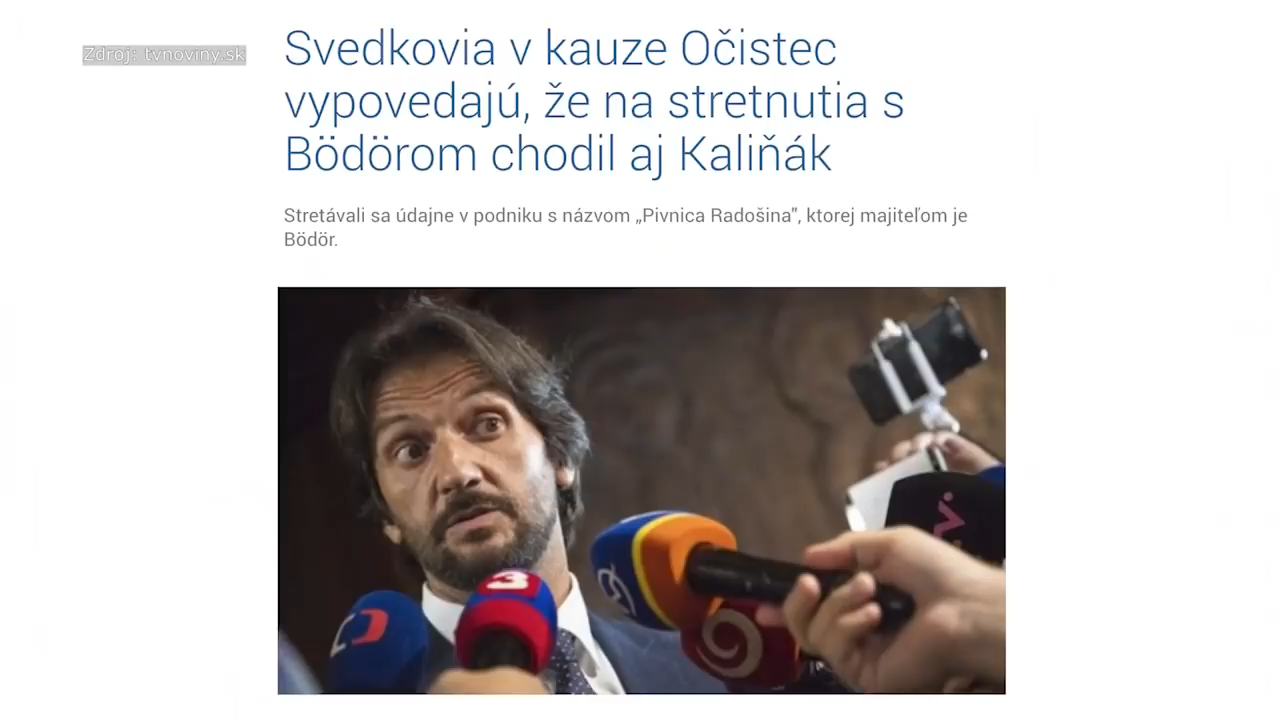 Zdroj: tvnoviny.sk
Svedkovia v kauze Očistec
vypovedajú, že na stretnutia s
Bödörom chodil aj Kaliňák
Stretávali sa údajne v podniku s názvom „Pivnica Radošina", ktorej majiteľom je
Bödör.
3